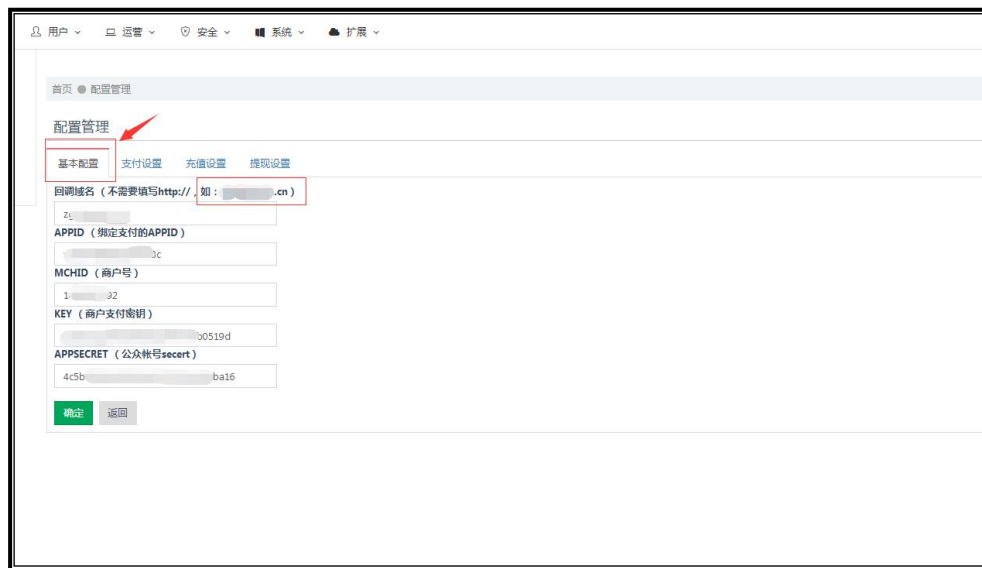 用户 运营 安全 系统 扩展
首页 配置管理
配置管理
基本配置 支付设置 充值设置 提现设置
回调域名（不需要填写http://，如： .cn）
APPID（绑定支付的APPID）
3c
MCHID（商户号）
1 92
KEY（商户支付密钥）
b0519d
APPSECRET（公众帐号secert）
4c5b ba16
确定 返回